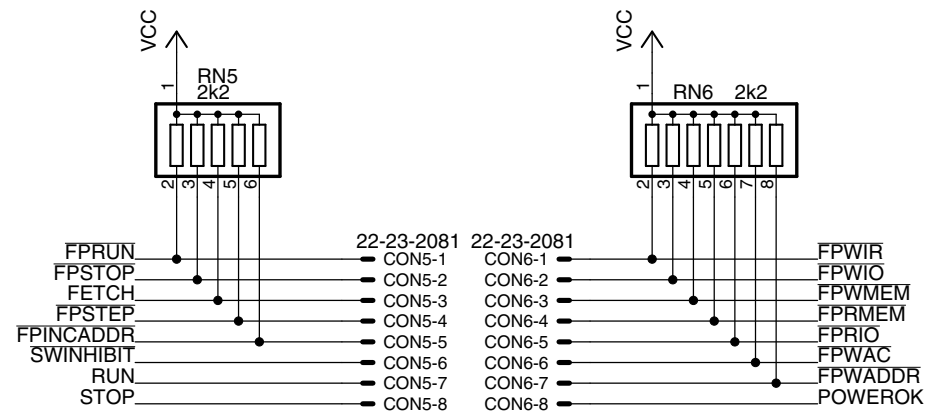 VCC
VCC
1
RN5
2k2
1
RN6 2k2
2 3 4 5 6
2 3 4 5 6 7 8
22-23-2081 22-23-2081
FPRUN CON5-1 CON6-1 FPWIR
FPSTOP CON5-2 CON6-2 FPWIO
FETCH CON5-3 CON6-3 FPWMEM
FPSTEP CON5-4 CON6-4 FPRMEM
FPINCADDR CON5-5 CON6-5 FPRIO
SWINHIBIT CON5-6 CON6-6 FPWAC
RUN CON5-7 CON6-7 FPWADDR
STOP CON5-8 CON6-8 POWEROK